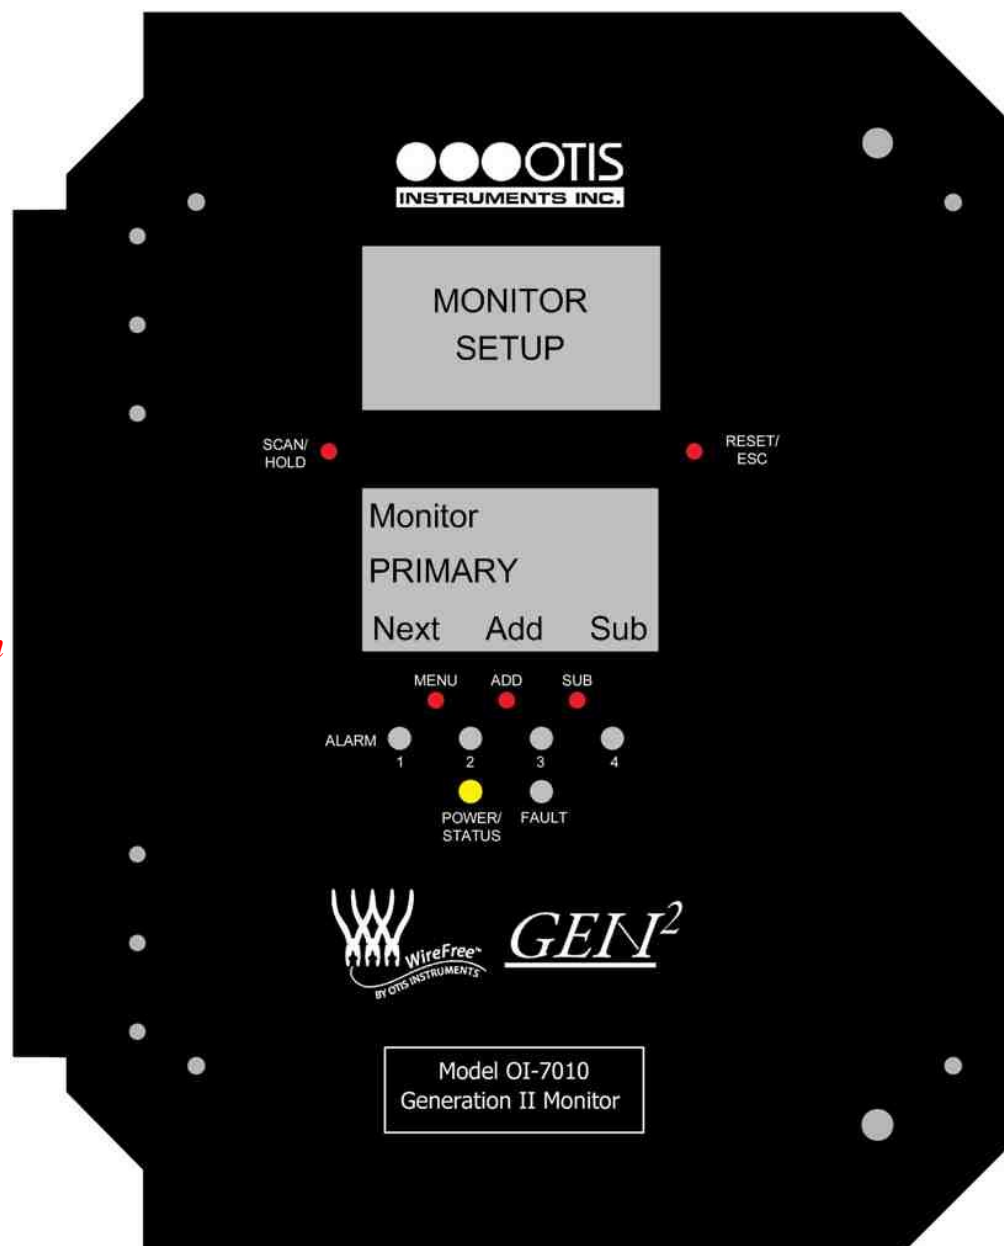 OTIS
INSTRUMENTS INC.
MONITOR
SETUP
SCAN/
HOLD
RESET/
ESC
Monitor
PRIMARY
Next Add Sub
MENU ADD SUB
ALARM
1 2 3 4
POWER/
STATUS
FAULT
WireFree™
BY OTIS INSTRUMENTS
GEN²
Model OI-7010
Generation II Monitor